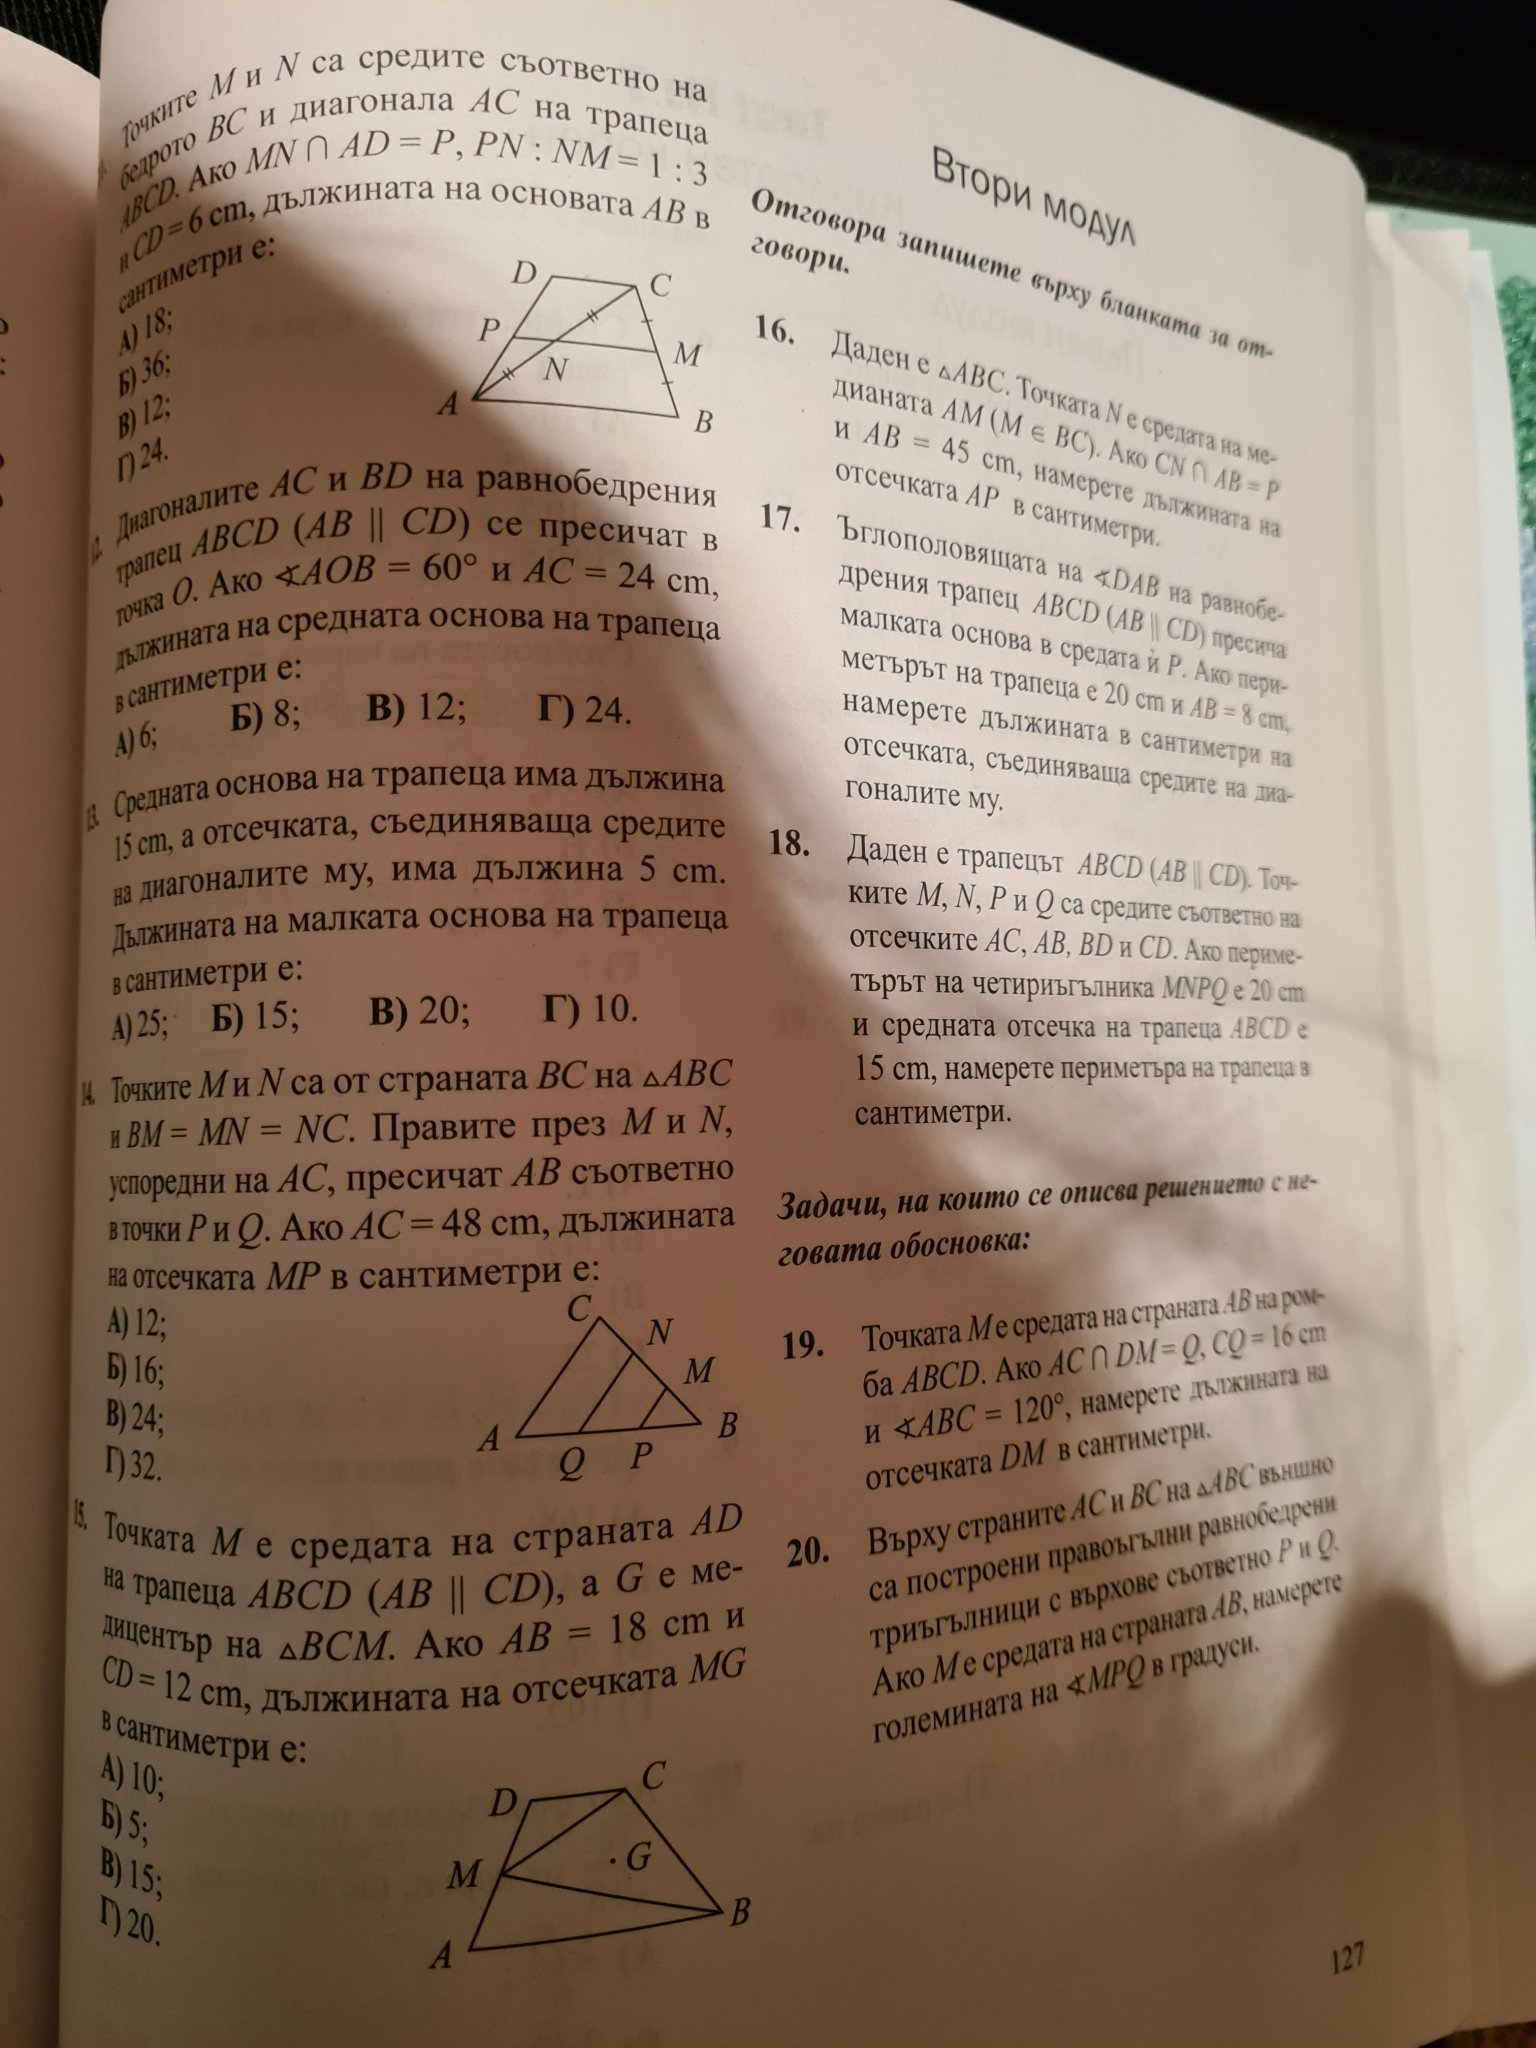 Точките M и N са средите съответно на
бедрото BC и диагонала AC на трапеца
ABCD. Ако MN ∩ AD = P, PN : NM = 1 : 3
и CD = 6 cm, дължината на основата AB в
сантиметри е:
А) 18;
Б) 36;
В) 12;
Г) 24.
D
C
P
N
M
A
B
12. Диагоналите AC и BD на равнобедрения
трапец ABCD (AB || CD) се пресичат в
точка O. Ако ∢AOB = 60° и AC = 24 cm,
дължината на средната основа на трапеца
в сантиметри е:
А) 6; Б) 8; В) 12; Г) 24.
13. Средната основа на трапеца има дължина
15 cm, а отсечката, съединяваща средите
на диагоналите му, има дължина 5 cm.
Дължината на малката основа на трапеца
в сантиметри е:
А) 25; Б) 15; В) 20; Г) 10.
14. Точките M и N са от страната BC на △ABC
и BM = MN = NC. Правите през M и N,
успоредни на AC, пресичат AB съответно
в точки P и Q. Ако AC = 48 cm, дължината
на отсечката MP в сантиметри е:
А) 12;
Б) 16;
В) 24;
Г) 32.
C
N
M
A
Q
P
B
15. Точката M е средата на страната AD
на трапеца ABCD (AB || CD), а G е ме-
дицентър на △BCM. Ако AB = 18 cm и
CD = 12 cm, дължината на отсечката MG
в сантиметри е:
А) 10;
Б) 5;
В) 15;
Г) 20.
D
C
M
G
A
B
Втори модул
Отговора запишете върху бланката за от-
говори.
16. Даден е △ABC. Точката N е средата на ме-
дианата AM (M ∈ BC). Ако CN ∩ AB = P
и AB = 45 cm, намерете дължината на
отсечката AP в сантиметри.
17. Ъглополовящата на ∢DAB на равнобе-
дрения трапец ABCD (AB || CD) пресича
малката основа в средата ѝ P. Ако пери-
метърът на трапеца е 20 cm и AB = 8 cm,
намерете дължината в сантиметри на
отсечката, съединяваща средите на диа-
гоналите му.
18. Даден е трапецът ABCD (AB || CD). Точ-
ките M, N, P и Q са средите съответно на
отсечките AC, AB, BD и CD. Ако периме-
търът на четириъгълника MNPQ е 20 cm
и средната отсечка на трапеца ABCD е
15 cm, намерете периметъра на трапеца в
сантиметри.
Задачи, на които се описва решението с не-
говата обосновка:
19. Точката M е средата на страната AB на ром-
ба ABCD. Ако AC ∩ DM = Q, CQ = 16 cm
и ∢ABC = 120°, намерете дължината на
отсечката DM в сантиметри.
20. Върху страните AC и BC на △ABC външно
са построени правоъгълни равнобедрени
триъгълници с върхове съответно P и Q.
Ако M е средата на страната AB, намерете
големината на ∢MPQ в градуси.
127